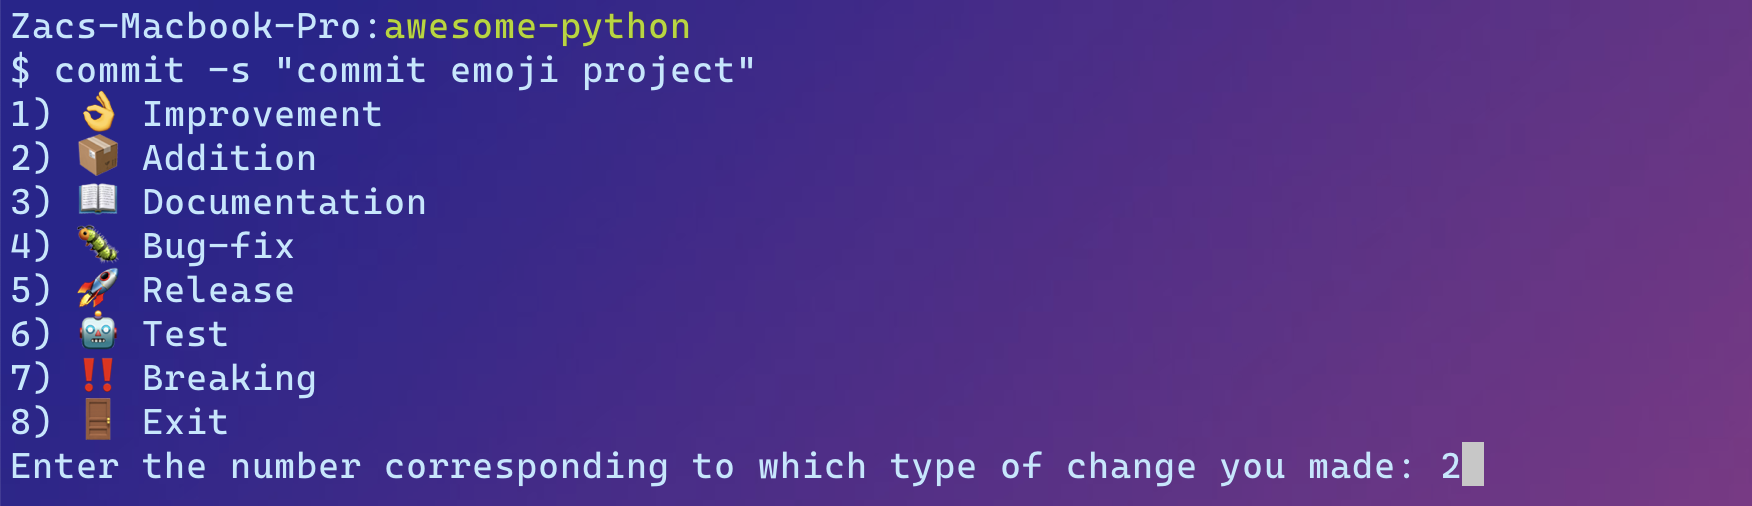 Zacs-Macbook-Pro:awesome-python
$ commit -s "commit emoji project"
1) 👌 Improvement
2) 📦 Addition
3) 📖 Documentation
4) 🐛 Bug-fix
5) 🚀 Release
6) 🤖 Test
7) ‼️ Breaking
8) 🚪 Exit
Enter the number corresponding to which type of change you made: 2